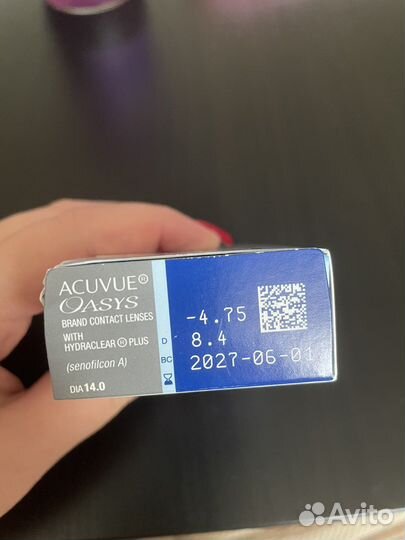 ACUVUE®
OASYS
BRAND CONTACT LENSES
WITH
HYDRACLEAR® PLUS
(senofilcon A)
DIA 14.0
D
BC
-4.75
8.4
2027-06-01
Avito